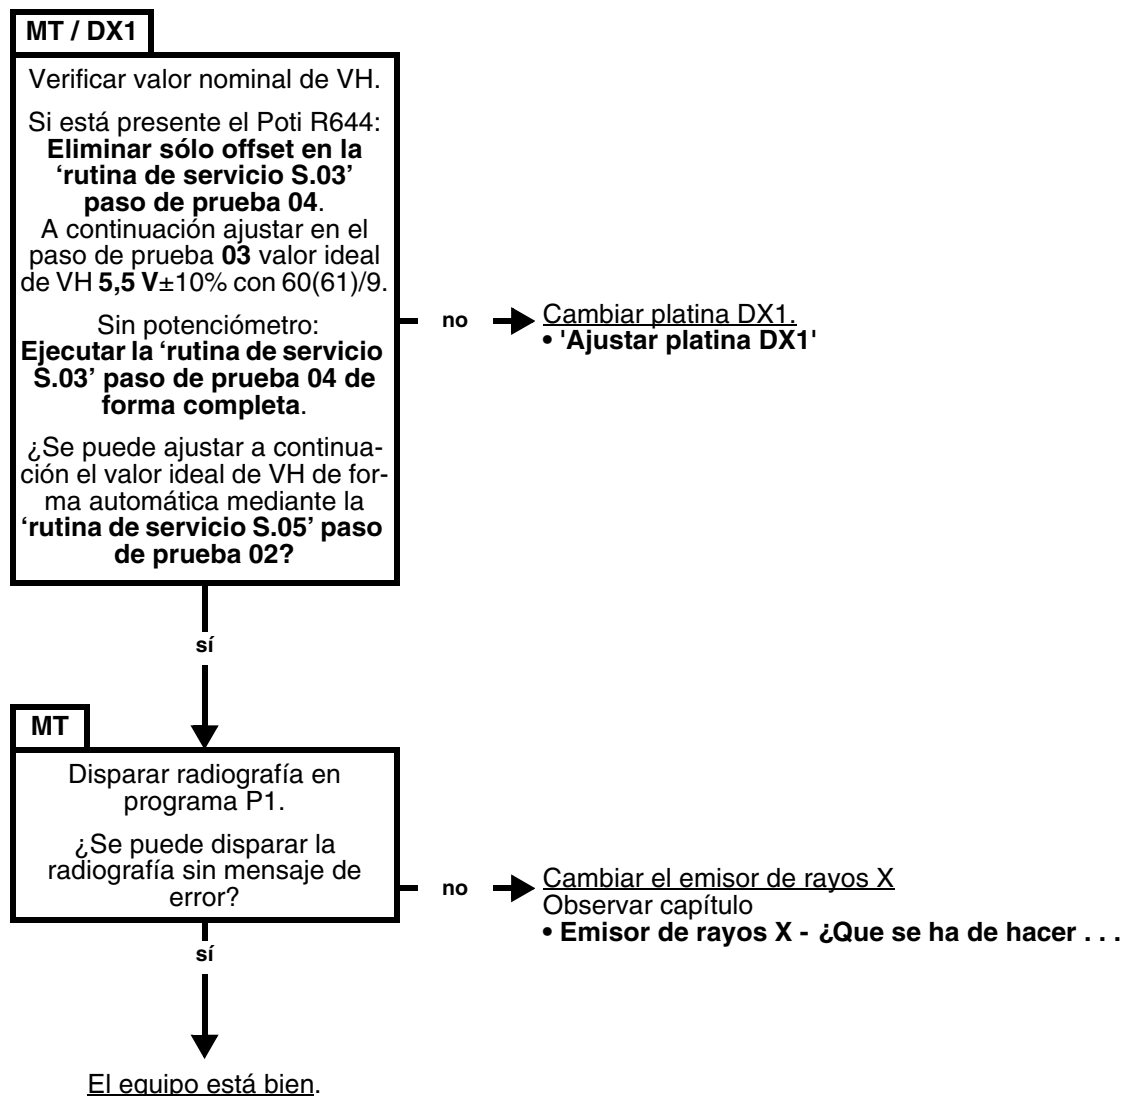 MT / DX1
Verificar valor nominal de VH.
Si está presente el Poti R644:
Eliminar sólo offset en la
‘rutina de servicio S.03’
paso de prueba 04.
A continuación ajustar en el
paso de prueba 03 valor ideal
de VH 5,5 V±10% con 60(61)/9.
Sin potenciómetro:
Ejecutar la ‘rutina de servicio
S.03’ paso de prueba 04 de
forma completa.
¿Se puede ajustar a continua-
ción el valor ideal de VH de for-
ma automática mediante la
‘rutina de servicio S.05’ paso
de prueba 02?
no
Cambiar platina DX1.
• 'Ajustar platina DX1'
sí
MT
Disparar radiografía en
programa P1.
¿Se puede disparar la
radiografía sin mensaje de
error?
no
Cambiar el emisor de rayos X
Observar capítulo
• Emisor de rayos X - ¿Que se ha de hacer . . .
sí
El equipo está bien.